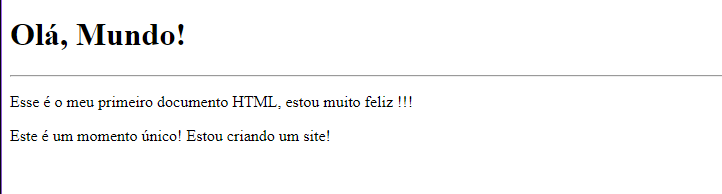 Olá, Mundo!
Esse é o meu primeiro documento HTML, estou muito feliz !!!
Este é um momento único! Estou criando um site!